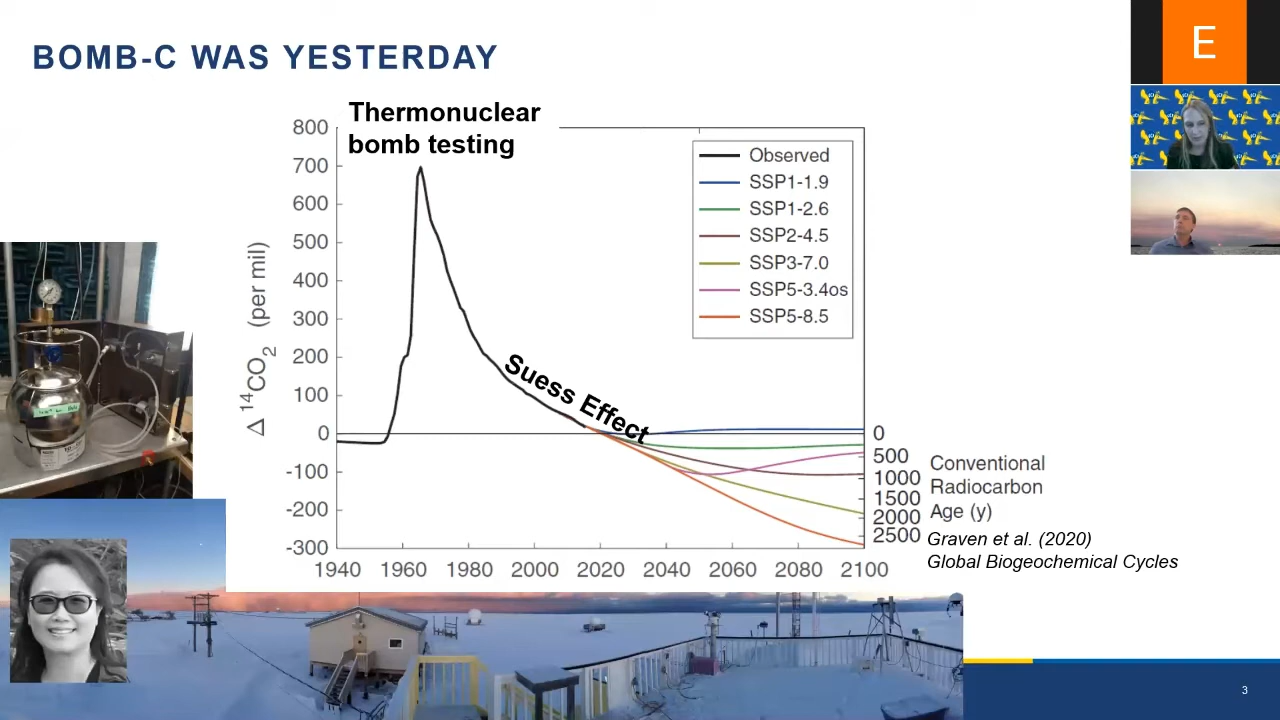 BOMB-C WAS YESTERDAY
E
Thermonuclear
bomb testing
800
700
600
500
400
300
200
100
0
-100
-200
-300
Δ 14CO2 (per mil)
Observed
SSP1-1.9
SSP1-2.6
SSP2-4.5
SSP3-7.0
SSP5-3.4os
SSP5-8.5
Suess Effect
0
500
1000
1500
2000
2500
Conventional
Radiocarbon
Age (y)
Graven et al. (2020)
Global Biogeochemical Cycles
1940 1960 1980 2000 2020 2040 2060 2080 2100
3